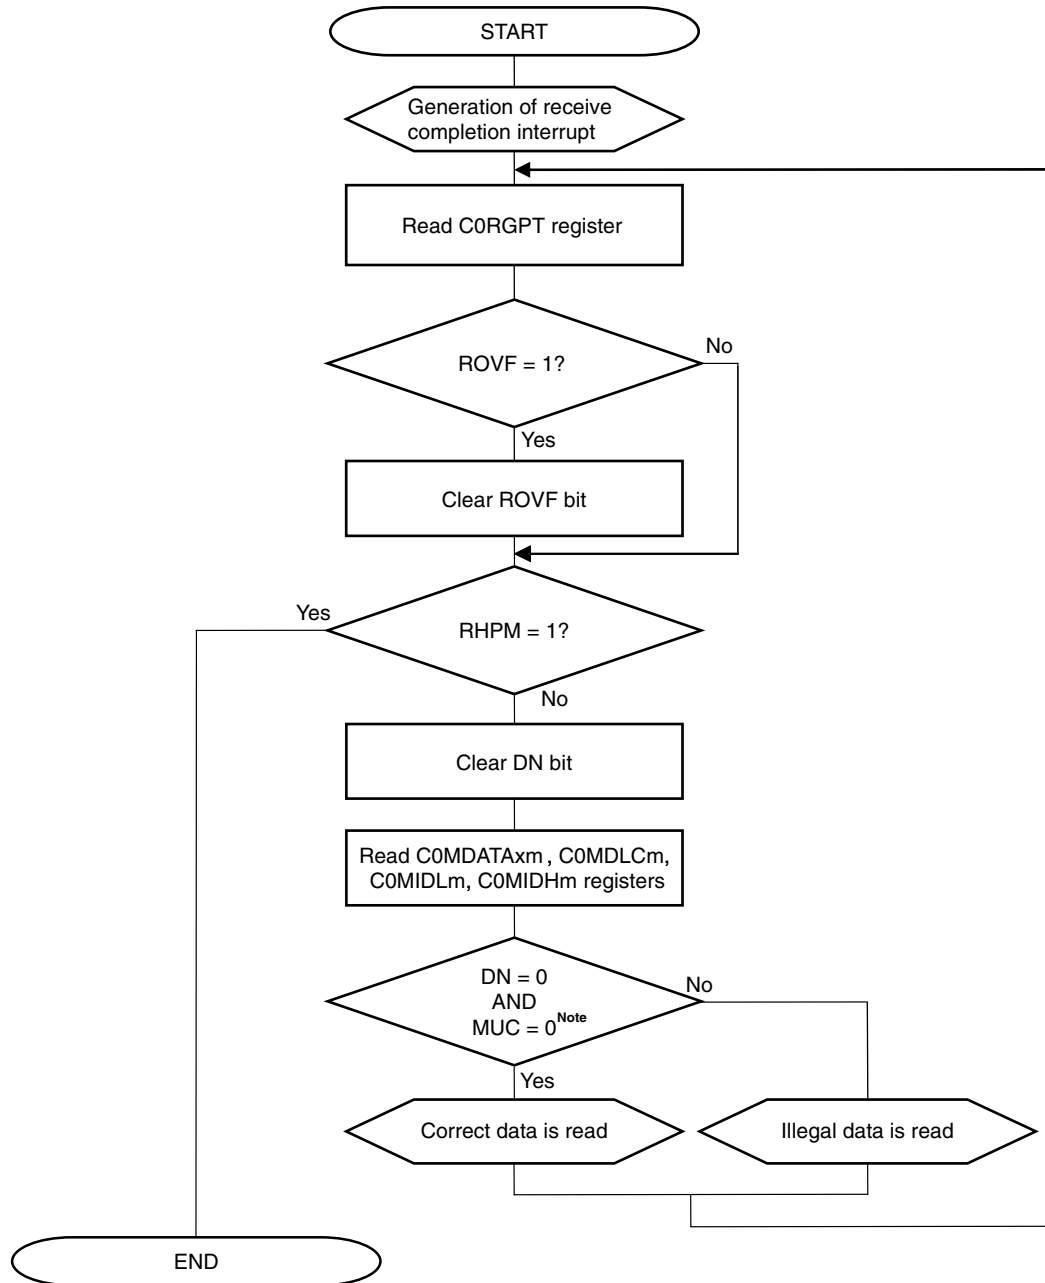 START
Generation of receive
completion interrupt
Read C0RGPT register
ROVF = 1?
No
Yes
Clear ROVF bit
Yes
RHPM = 1?
No
Clear DN bit
Read C0MDATAxm , C0MDLCm,
C0MIDLm, C0MIDHm registers
DN = 0
AND
MUC = 0Note
No
Yes
Correct data is read
Illegal data is read
END